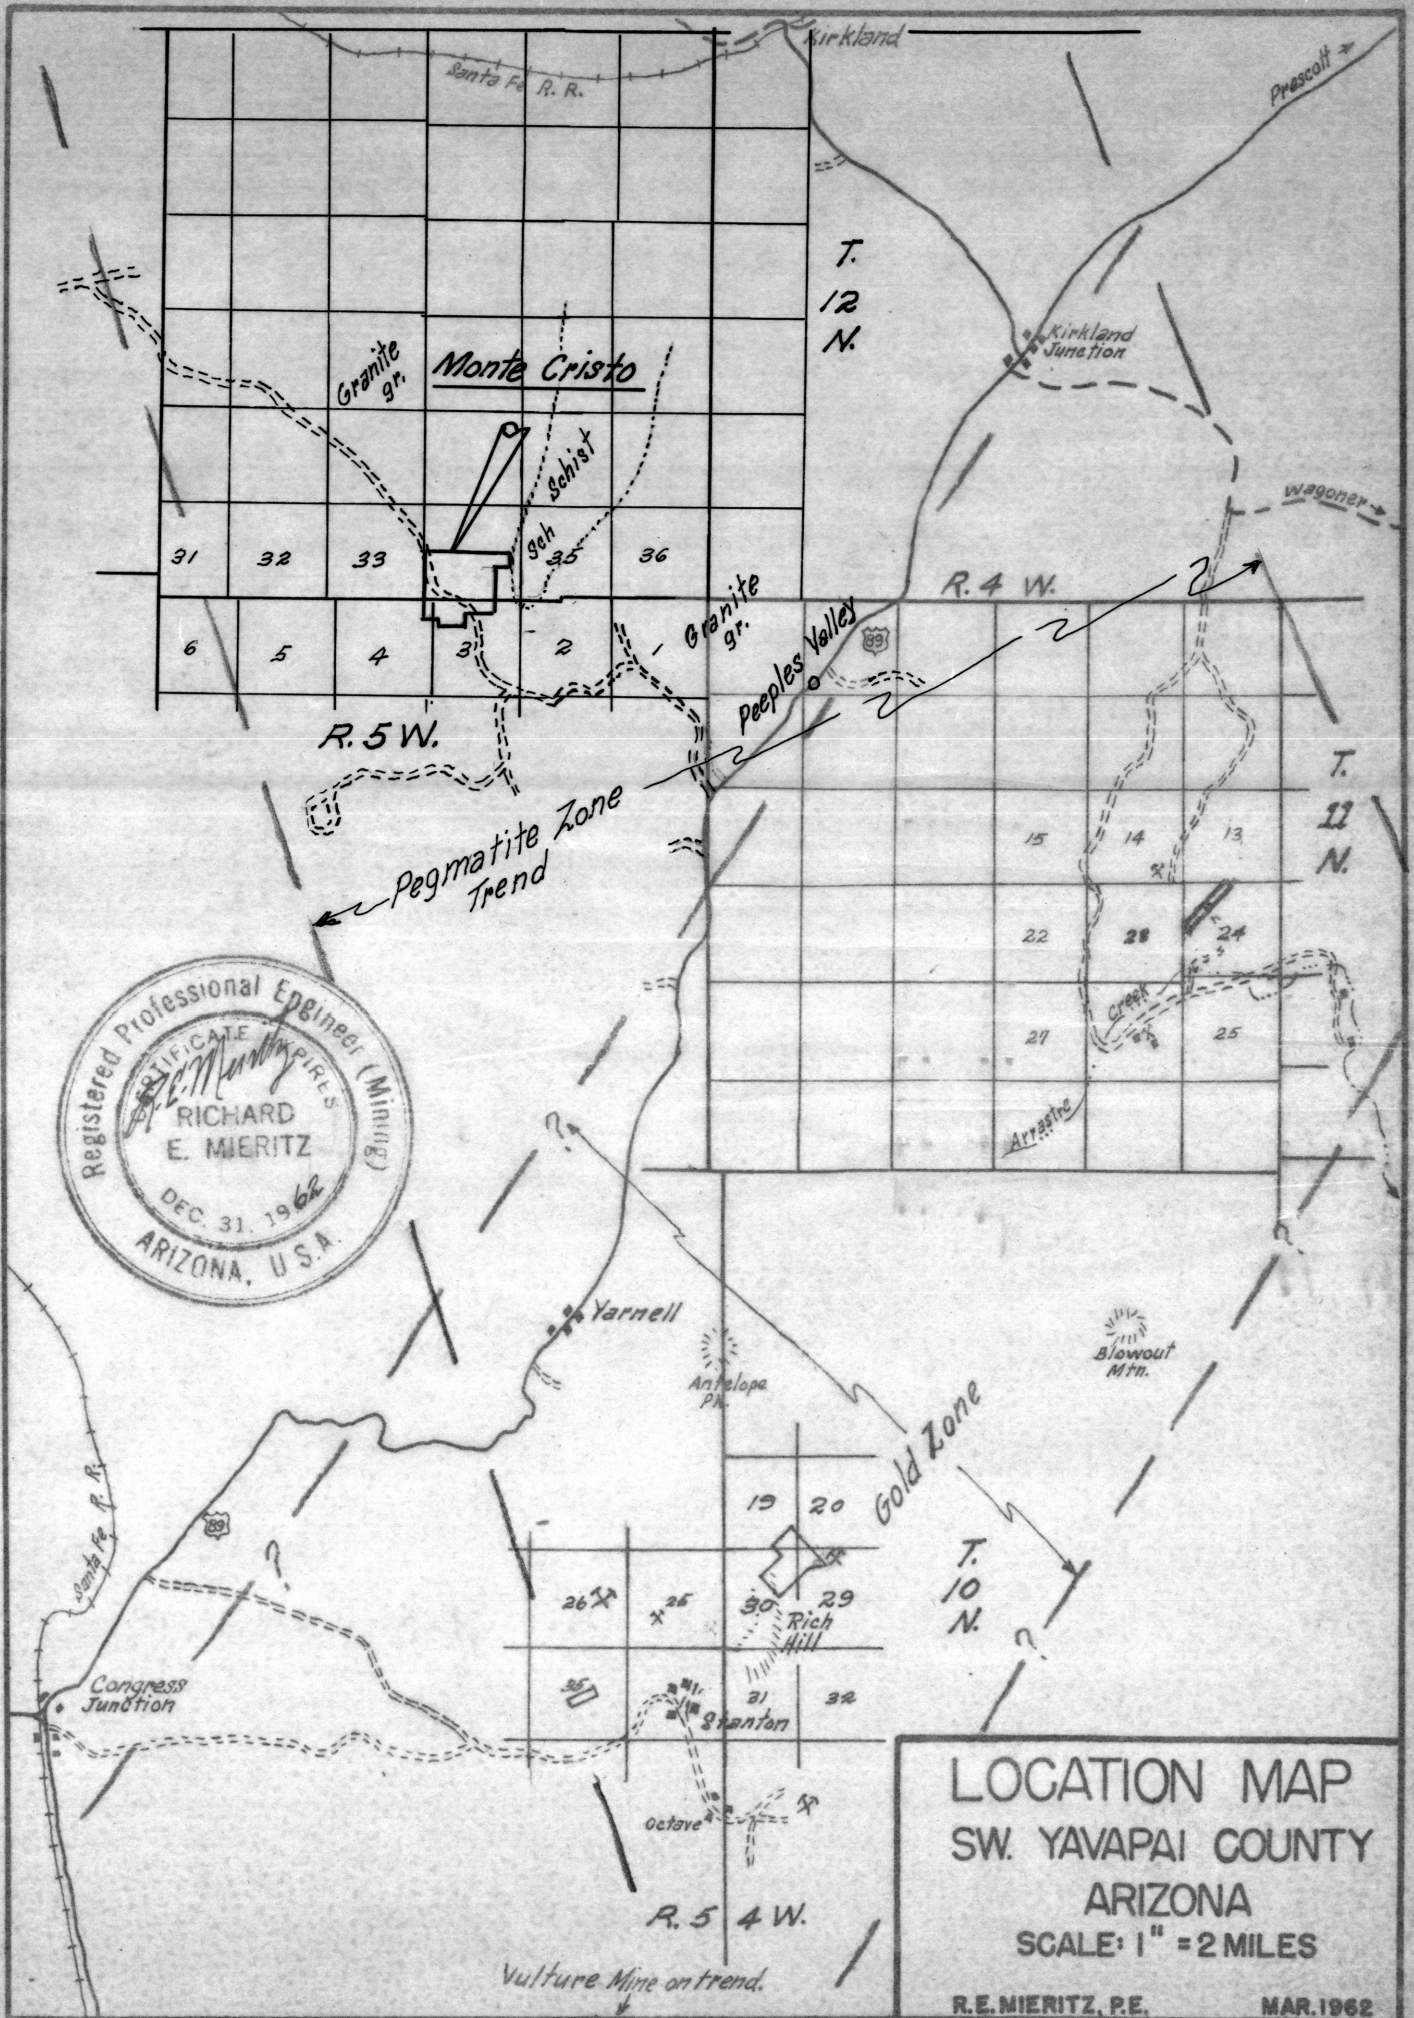 Kirkland
Santa Fe R. R.
Prescott
T.
12
N.
Kirkland
Junction
Granite
gr.
Monte Cristo
Schist
Sch
Wagoner
31 32 33 35 36
R. 4 W.
Granite
gr.
Peeples Valley
89
6 5 4 3 2 1
R. 5 W.
T.
11
N.
Pegmatite Zone
Trend
15 14 13
22 23 24
Creek
27 25
Arrastre
Registered Professional Engineer (Mining)
CERTIFICATE EXPIRES
R.E. Mieritz
RICHARD
E. MIERITZ
DEC. 31, 1962
ARIZONA, U.S.A.
?
?
Yarnell
Antelope
Pk.
Blowout
Mtn.
Gold Zone
Santa Fe R. R.
89
?
19 20
T.
10
N.
26 25 30 29
Rich
Hill
?
Congress
Junction
35 31 32
Stanton
Octave
R. 5 4 W.
Vulture Mine on trend.
LOCATION MAP
SW. YAVAPAI COUNTY
ARIZONA
SCALE: 1" = 2 MILES
R.E. MIERITZ, P.E. MAR. 1962